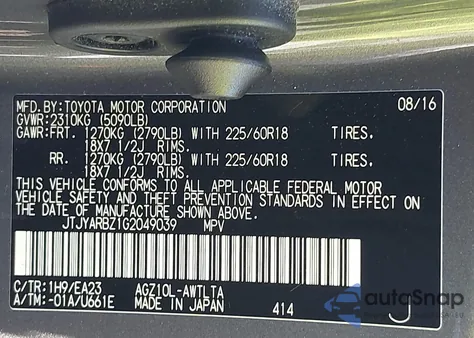 MFD.BY:TOYOTA MOTOR CORPORATION 08/16
GVWR:2310KG (5090LB)
GAWR:FRT. 1270KG (2790LB) WITH 225/60R18 TIRES.
18X7 1/2J RIMS.
RR. 1270KG (2790LB) WITH 225/60R18 TIRES.
18X7 1/2J RIMS.
THIS VEHICLE CONFORMS TO ALL APPLICABLE FEDERAL MOTOR
VEHICLE SAFETY AND THEFT PREVENTION STANDARDS IN EFFECT ON THE
DATE OF MANUFACTURE SHOWN ABOVE.
JTJYARBZ1G2049039 MPV
C/TR:1H9/EA23 AGZ10L-AWTLTA
A/TM:-01A/U661E MADE IN JAPAN 414 J
autoSnap